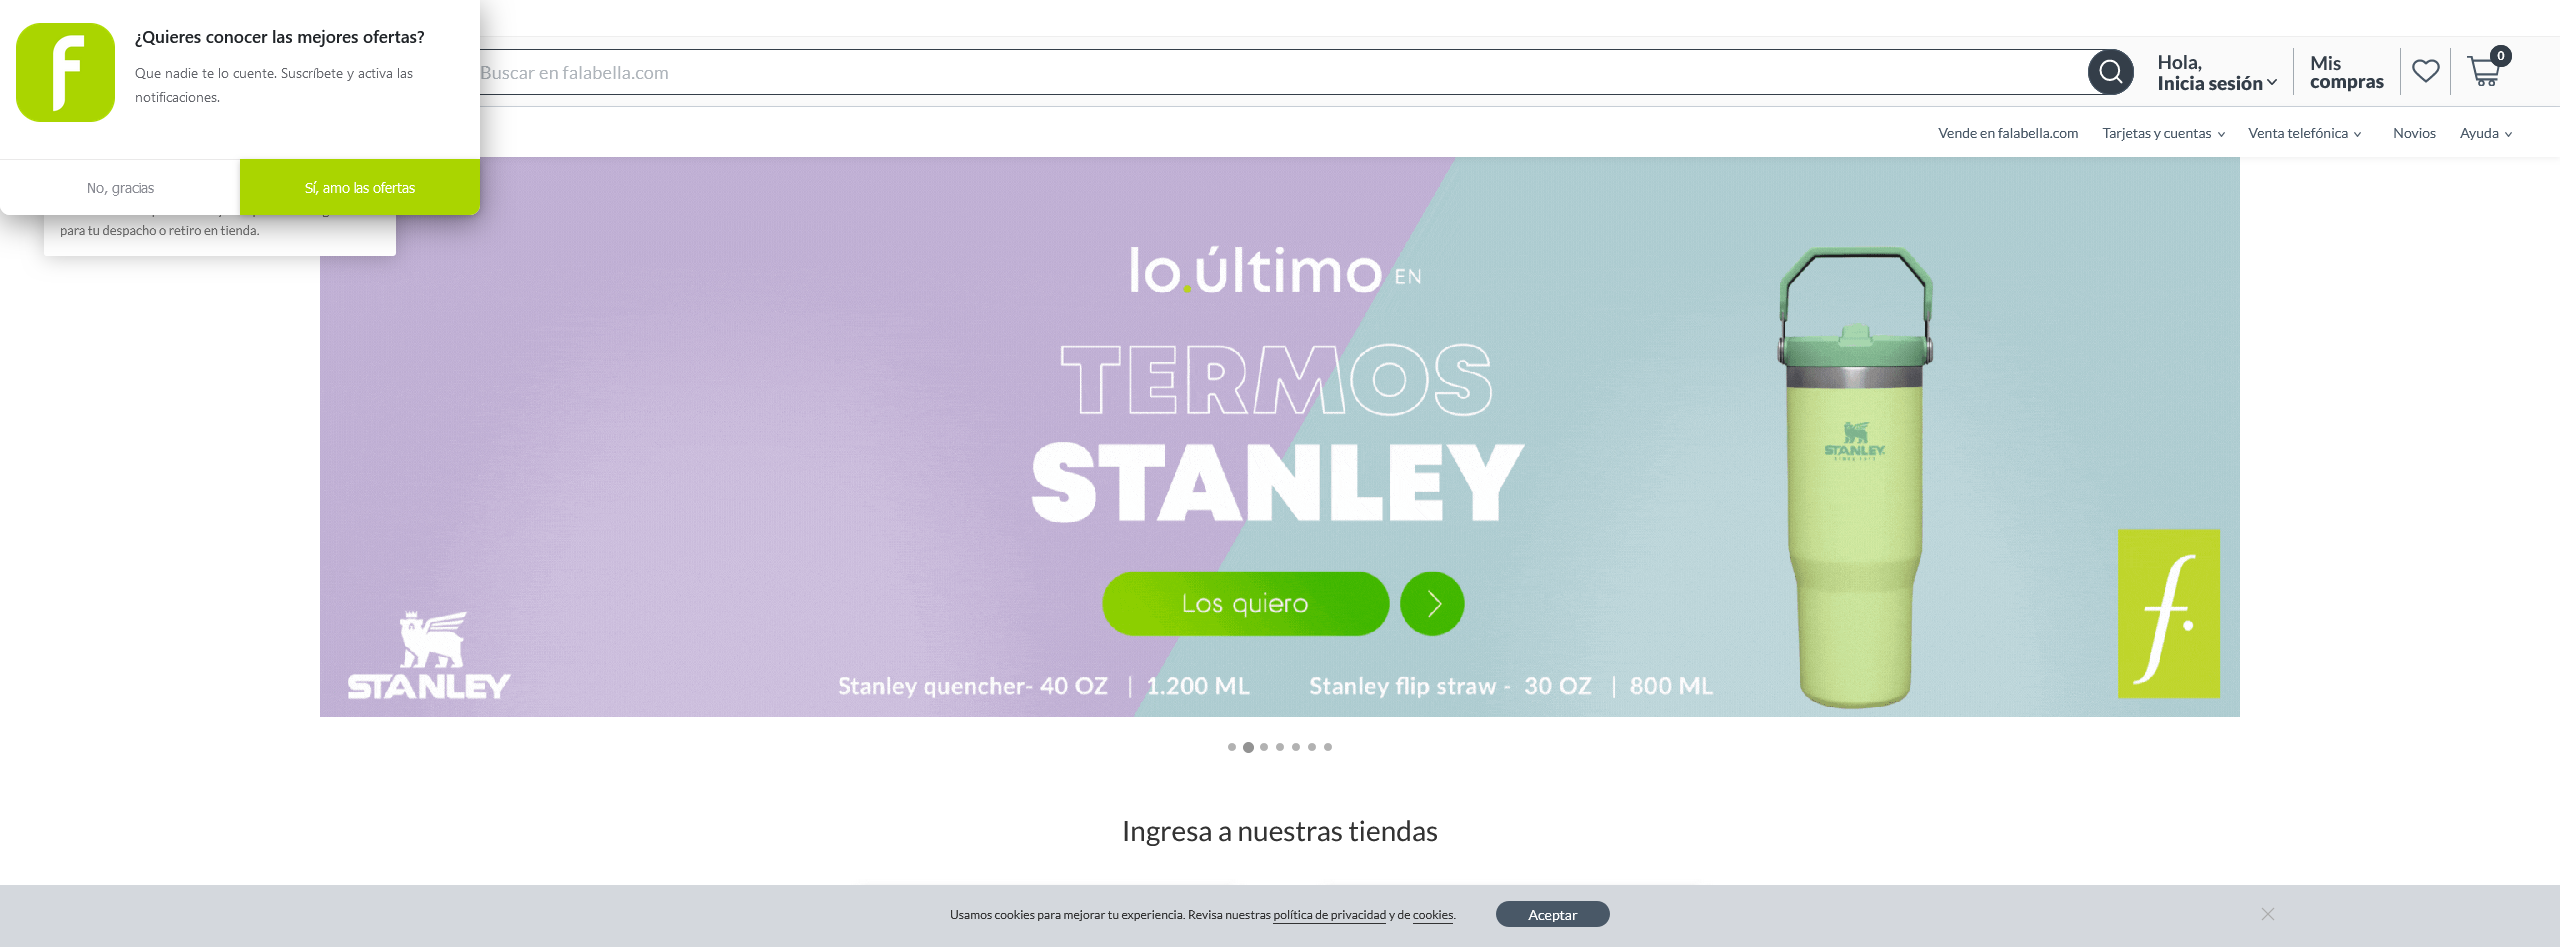 ¿Quieres conocer las mejores ofertas?
Que nadie te lo cuente. Suscríbete y activa las
notificaciones.
No, gracias
Sí, amo las ofertas
para tu despacho o retiro en tienda.
Buscar en falabella.com
Hola,
Inicia sesión
Mis
compras
0
Vende en falabella.com
Tarjetas y cuentas
Venta telefónica
Novios
Ayuda
lo.último EN
TERMOS
STANLEY
Los quiero
STANLEY
Stanley quencher- 40 OZ | 1.200 ML
Stanley flip straw - 30 OZ | 800 ML
STANLEY
f.
Ingresa a nuestras tiendas
Usamos cookies para mejorar tu experiencia. Revisa nuestras política de privacidad y de cookies.
Aceptar